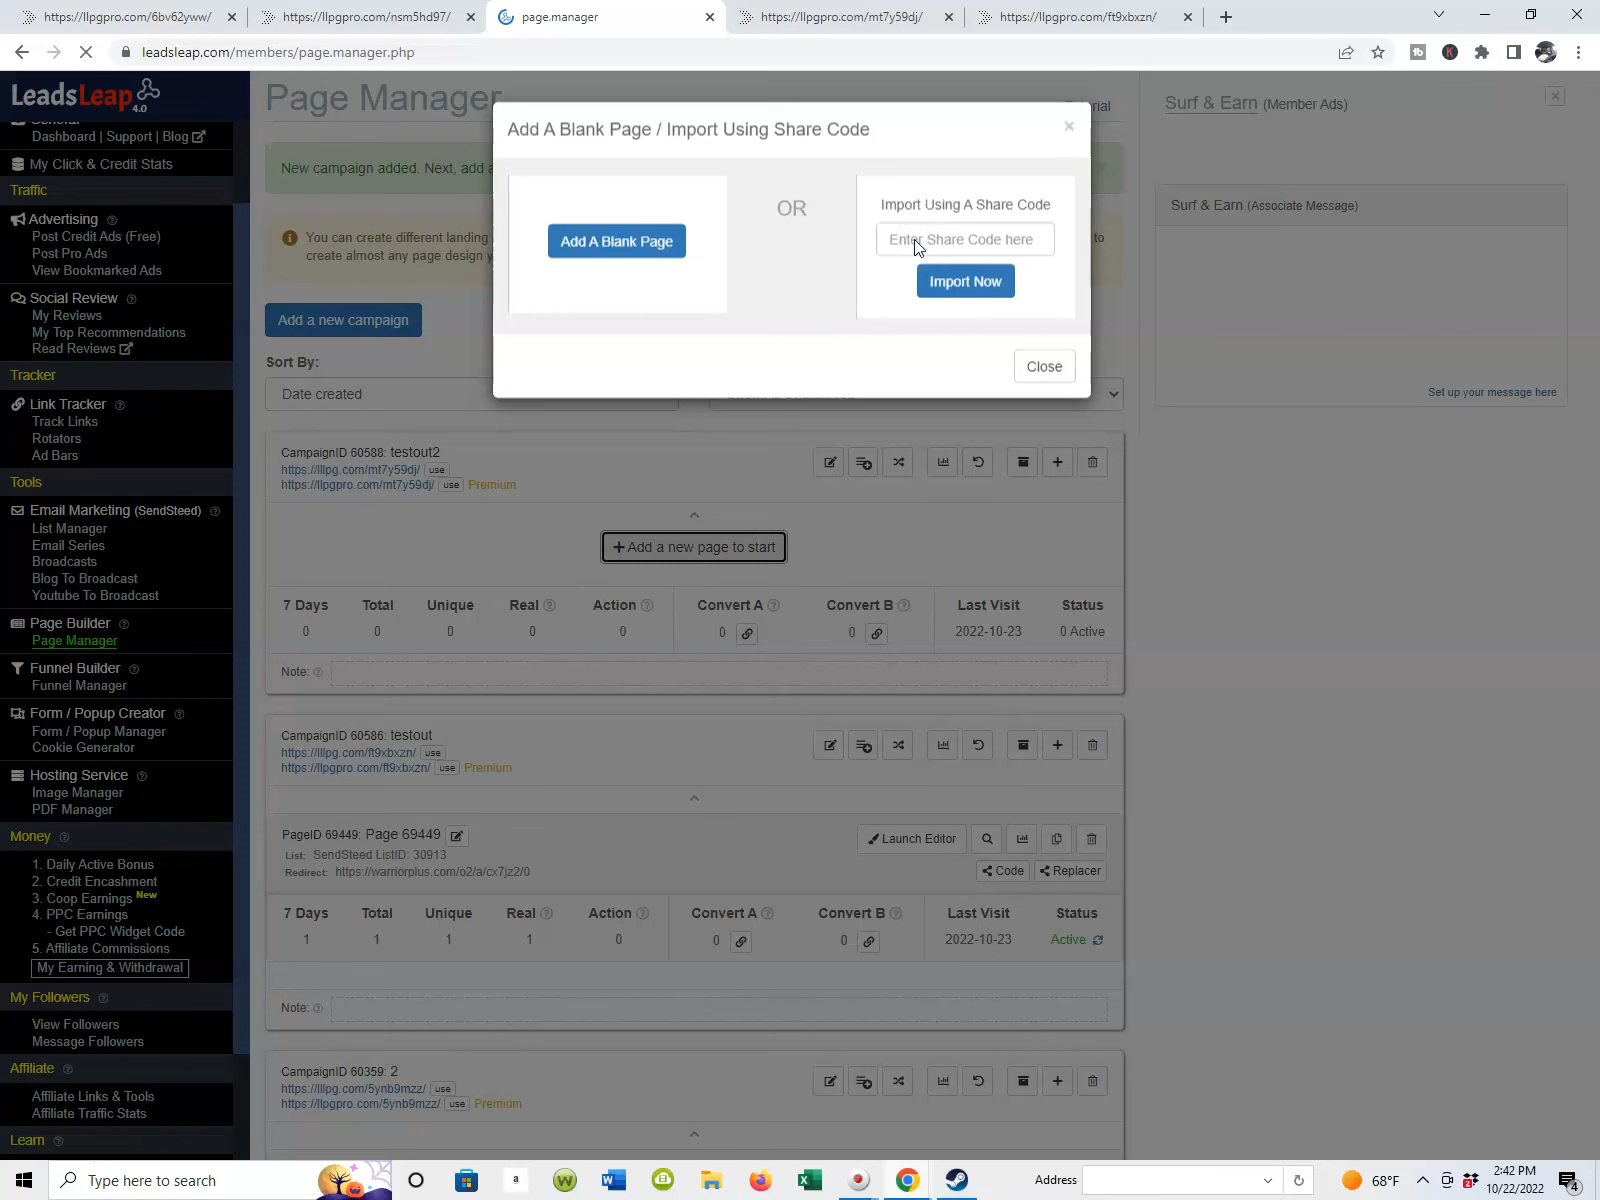 https://llpgpro.com/6bv62yww/
https://llpgpro.com/nsm5hd97/
page.manager
https://llpgpro.com/mt7y59dj/
https://llpgpro.com/ft9xbxzn/
leadsleap.com/members/page.manager.php
LeadsLeap 4.0
General
Dashboard | Support | Blog
My Click & Credit Stats
Traffic
Advertising
Post Credit Ads (Free)
Post Pro Ads
View Bookmarked Ads
Social Review
My Reviews
My Top Recommendations
Read Reviews
Tracker
Link Tracker
Track Links
Rotators
Ad Bars
Tools
Email Marketing (SendSteed)
List Manager
Email Series
Broadcasts
Blog To Broadcast
Youtube To Broadcast
Page Builder
Page Manager
Funnel Builder
Funnel Manager
Form / Popup Creator
Form / Popup Manager
Cookie Generator
Hosting Service
Image Manager
PDF Manager
Money
1. Daily Active Bonus
2. Credit Encashment
3. Coop Earnings New
4. PPC Earnings
- Get PPC Widget Code
5. Affiliate Commissions
My Earning & Withdrawal
My Followers
View Followers
Message Followers
Affiliate
Affiliate Links & Tools
Affiliate Traffic Stats
Learn
Page Manager
New campaign added. Next, add a
You can create different landing
to
create almost any page design y
Add a new campaign
Sort By:
Date created
Add A Blank Page / Import Using Share Code
×
Add A Blank Page
OR
Import Using A Share Code
Enter Share Code here
Import Now
Close
Surf & Earn (Member Ads)
Surf & Earn (Associate Message)
Set up your message here
CampaignID 60588: testout2
https://lllpg.com/mt7y59dj/ use
https://llpgpro.com/mt7y59dj/ use Premium
Add a new page to start
7 Days Total Unique Real Action Convert A Convert B Last Visit Status
0 0 0 0 0 0 0 2022-10-23 0 Active
Note:
CampaignID 60586: testout
https://lllpg.com/ft9xbxzn/ use
https://llpgpro.com/ft9xbxzn/ use Premium
PageID 69449: Page 69449
Launch Editor
List: SendSteed ListID: 30913
Redirect: https://warriorplus.com/o2/a/cx7jz2/0
Code
Replacer
7 Days Total Unique Real Action Convert A Convert B Last Visit Status
1 1 1 1 0 0 0 2022-10-23 Active
Note:
CampaignID 60359: 2
https://lllpg.com/5ynb9mzz/ use
https://llpgpro.com/5ynb9mzz/ use Premium
Type here to search
Address
68°F
2:42 PM
10/22/2022
4